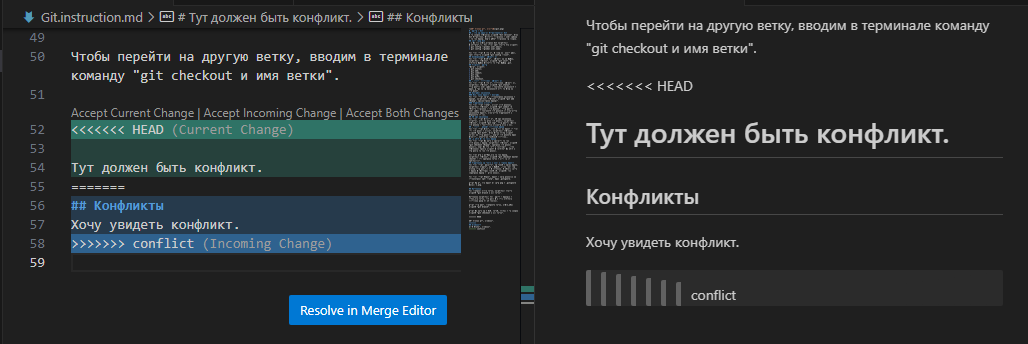 Git.instruction.md > # Тут должен быть конфликт. > ## Конфликты
49
50 Чтобы перейти на другую ветку, вводим в терминале
команду "git checkout и имя ветки".
51
Accept Current Change | Accept Incoming Change | Accept Both Changes
52 <<<<<<< HEAD (Current Change)
53
54 Тут должен быть конфликт.
55 =======
56 ## Конфликты
57 Хочу увидеть конфликт.
58 >>>>>>> conflict (Incoming Change)
59
Resolve in Merge Editor
Чтобы перейти на другую ветку, вводим в терминале команду
"git checkout и имя ветки".
<<<<<<< HEAD
Тут должен быть конфликт.
Конфликты
Хочу увидеть конфликт.
conflict